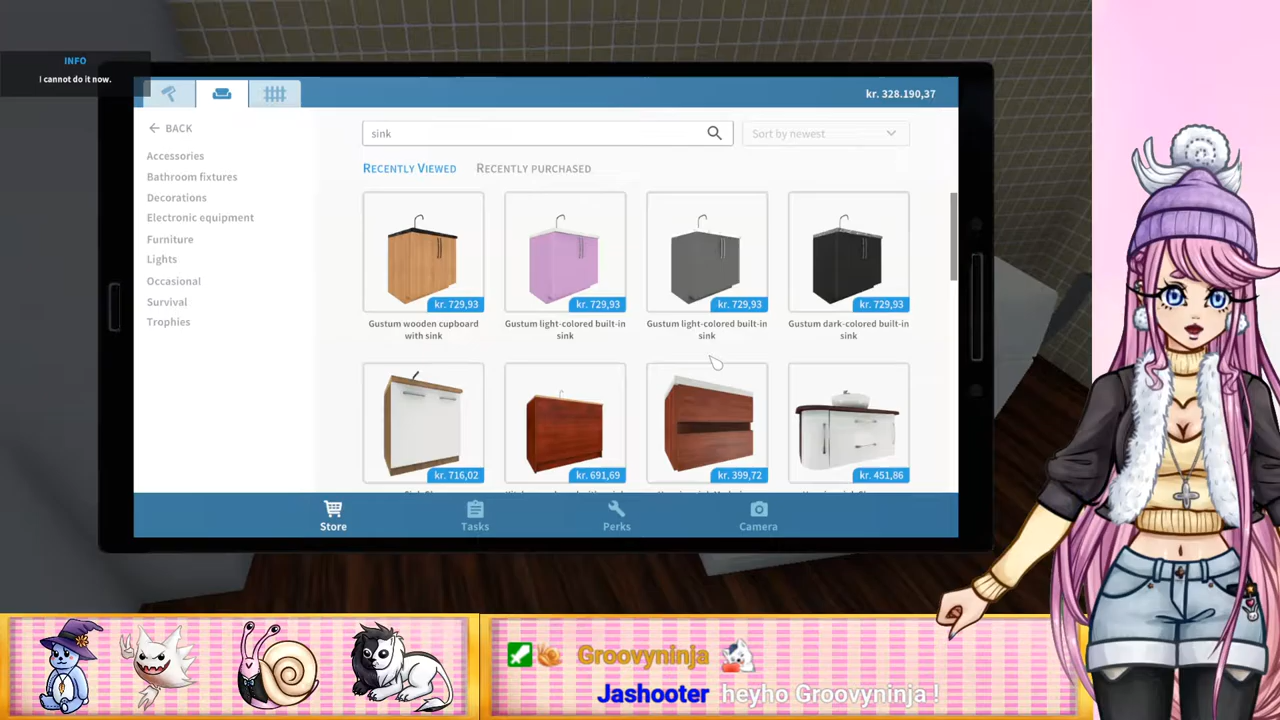 INFO
I cannot do it now.
kr. 328.190,37
BACK
sink
Sort by newest
Accessories
Bathroom fixtures
Decorations
Electronic equipment
Furniture
Lights
Occasional
Survival
Trophies
RECENTLY VIEWED
RECENTLY PURCHASED
kr. 729,93
kr. 729,93
kr. 729,93
kr. 729,93
Gustum wooden cupboard
with sink
Gustum light-colored built-in
sink
Gustum light-colored built-in
sink
Gustum dark-colored built-in
sink
kr. 716,02
kr. 691,69
kr. 399,72
kr. 451,86
Store
Tasks
Perks
Camera
Groovyninja
Jashooter heyho Groovyninja !